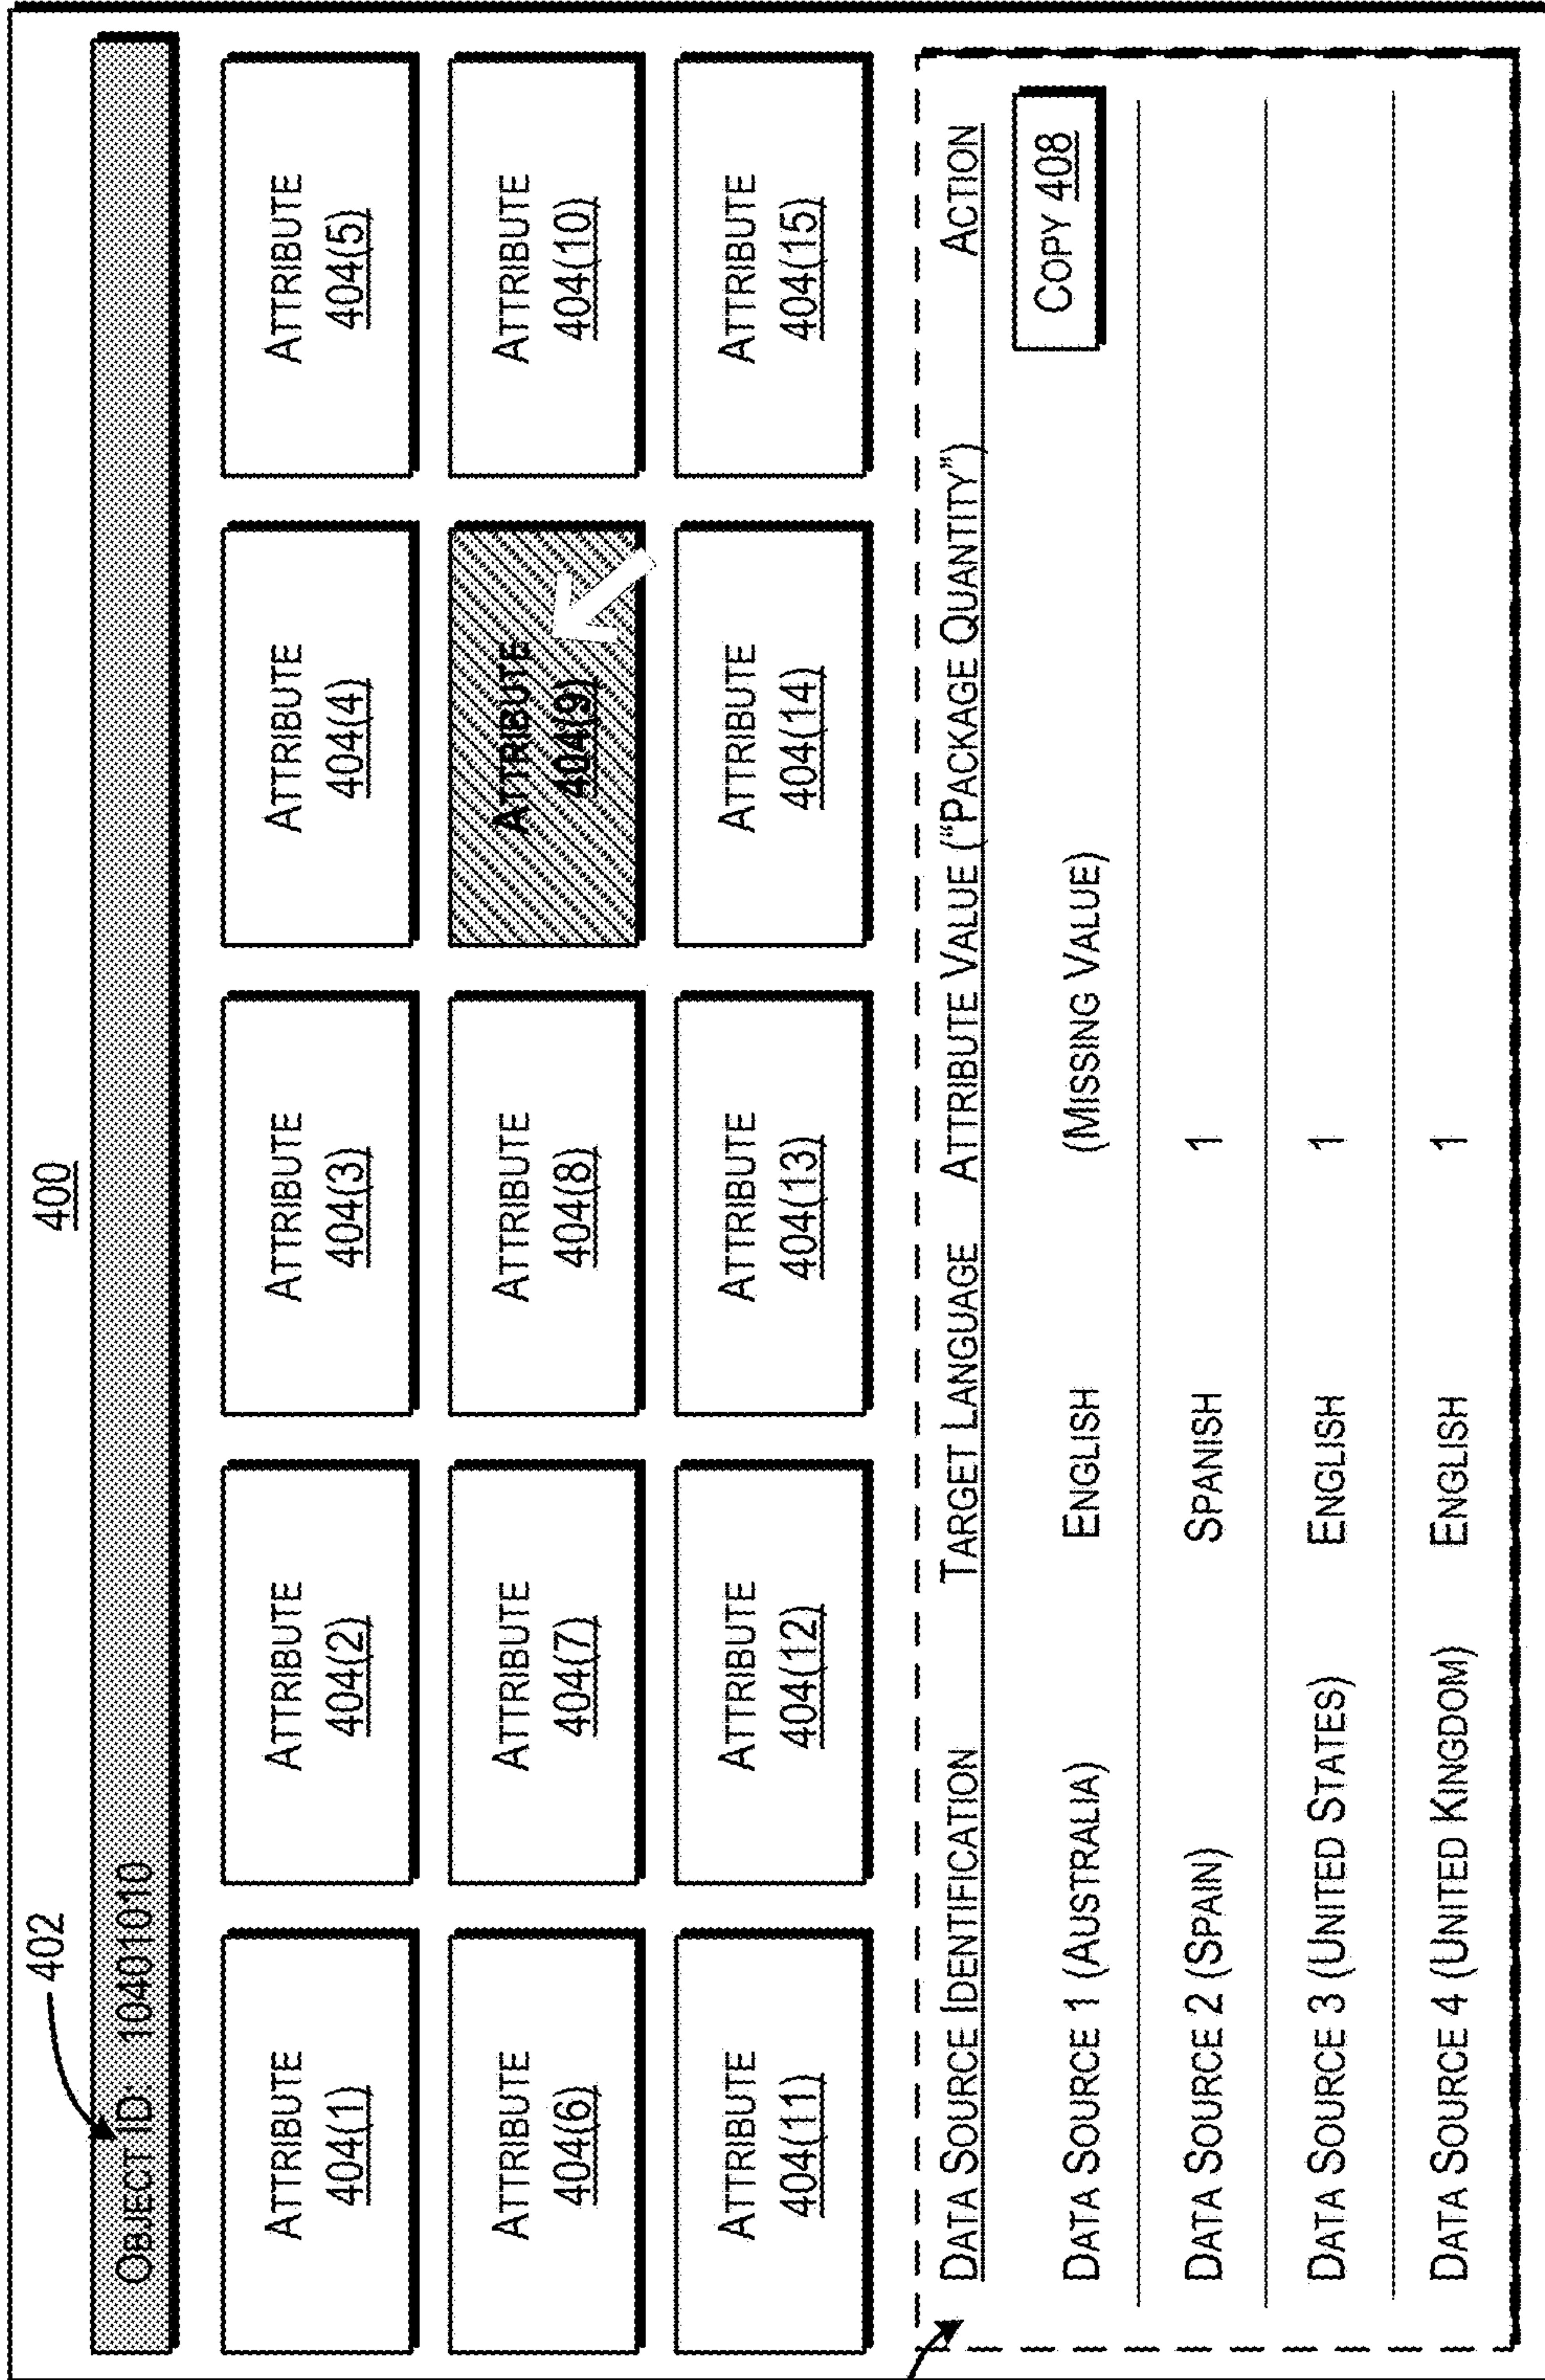 400
402
OBJECT ID 10401010
ATTRIBUTE ATTRIBUTE ATTRIBUTE ATTRIBUTE ATTRIBUTE
404(1) 404(2) 404(3) 404(4) 404(5)
ATTRIBUTE ATTRIBUTE ATTRIBUTE ATTRIBUTE ATTRIBUTE
404(6) 404(7) 404(8) 404(9) 404(10)
ATTRIBUTE ATTRIBUTE ATTRIBUTE ATTRIBUTE ATTRIBUTE
404(11) 404(12) 404(13) 404(14) 404(15)
DATA SOURCE IDENTIFICATION TARGET LANGUAGE ATTRIBUTE VALUE (“PACKAGE QUANTITY”) ACTION
DATA SOURCE 1 (AUSTRALIA) ENGLISH (MISSING VALUE) COPY 408
DATA SOURCE 2 (SPAIN) SPANISH 1
DATA SOURCE 3 (UNITED STATES) ENGLISH 1
DATA SOURCE 4 (UNITED KINGDOM) ENGLISH 1